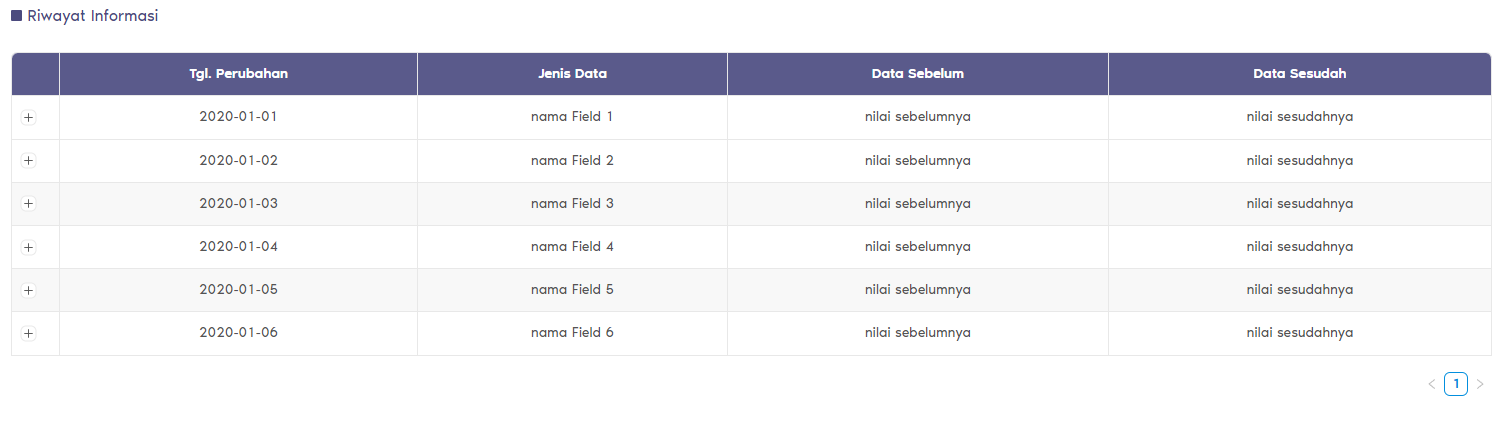 Riwayat Informasi
Tgl. Perubahan Jenis Data Data Sebelum Data Sesudah
2020-01-01 nama Field 1 nilai sebelumnya nilai sesudahnya
2020-01-02 nama Field 2 nilai sebelumnya nilai sesudahnya
2020-01-03 nama Field 3 nilai sebelumnya nilai sesudahnya
2020-01-04 nama Field 4 nilai sebelumnya nilai sesudahnya
2020-01-05 nama Field 5 nilai sebelumnya nilai sesudahnya
2020-01-06 nama Field 6 nilai sebelumnya nilai sesudahnya
1